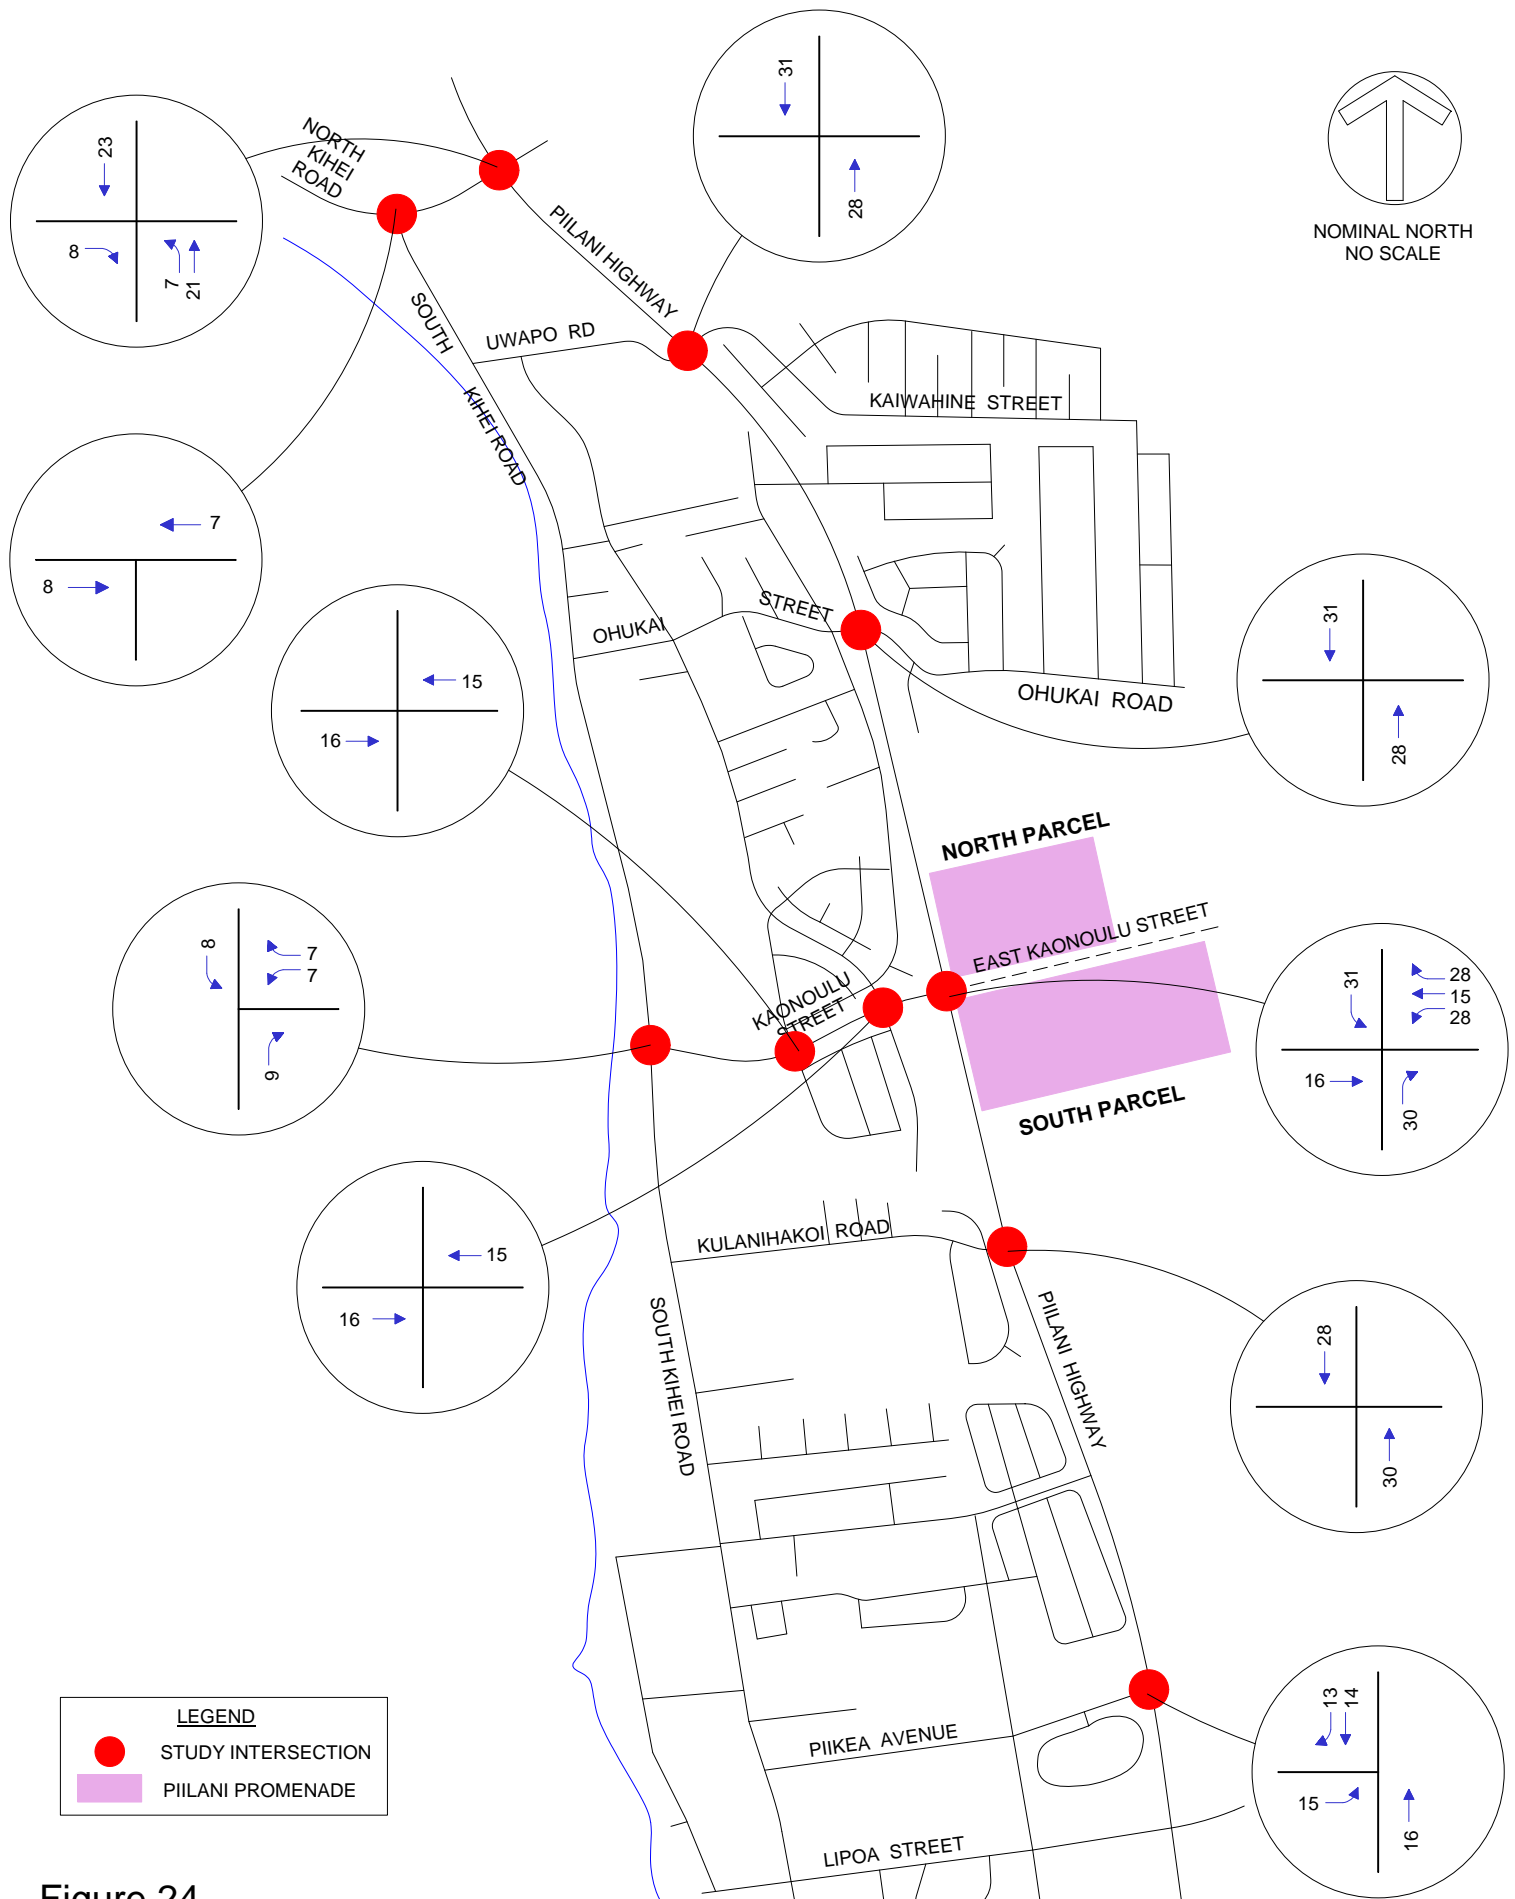 31
28
NOMINAL NORTH
NO SCALE
23
8
7
21
NORTH
KIHEI
ROAD
PIILANI HIGHWAY
SOUTH
KIHEI ROAD
UWAPO RD
KAIWAHINE STREET
7
8
OHUKAI
STREET
OHUKAI ROAD
31
28
15
16
NORTH PARCEL
EAST KAONOULU STREET
SOUTH PARCEL
KAONOULU
STREET
8
7
7
9
31
28
15
28
16
30
15
16
KULANIHAKOI ROAD
SOUTH KIHEI ROAD
PIILANI HIGHWAY
28
30
13
14
15
16
PIIKEA AVENUE
LIPOA STREET
LEGEND
STUDY INTERSECTION
PIILANI PROMENADE
Figure 24